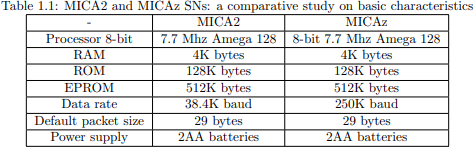 Table 1.1: MICA2 and MICAz SNs: a comparative study on basic characteristics
- MICA2 MICAz
Processor 8-bit 7.7 Mhz Amega 128 8-bit 7.7 Mhz Amega 128
RAM 4K bytes 4K bytes
ROM 128K bytes 128K bytes
EPROM 512K bytes 512K bytes
Data rate 38.4K baud 250K baud
Default packet size 29 bytes 29 bytes
Power supply 2AA batteries 2AA batteries